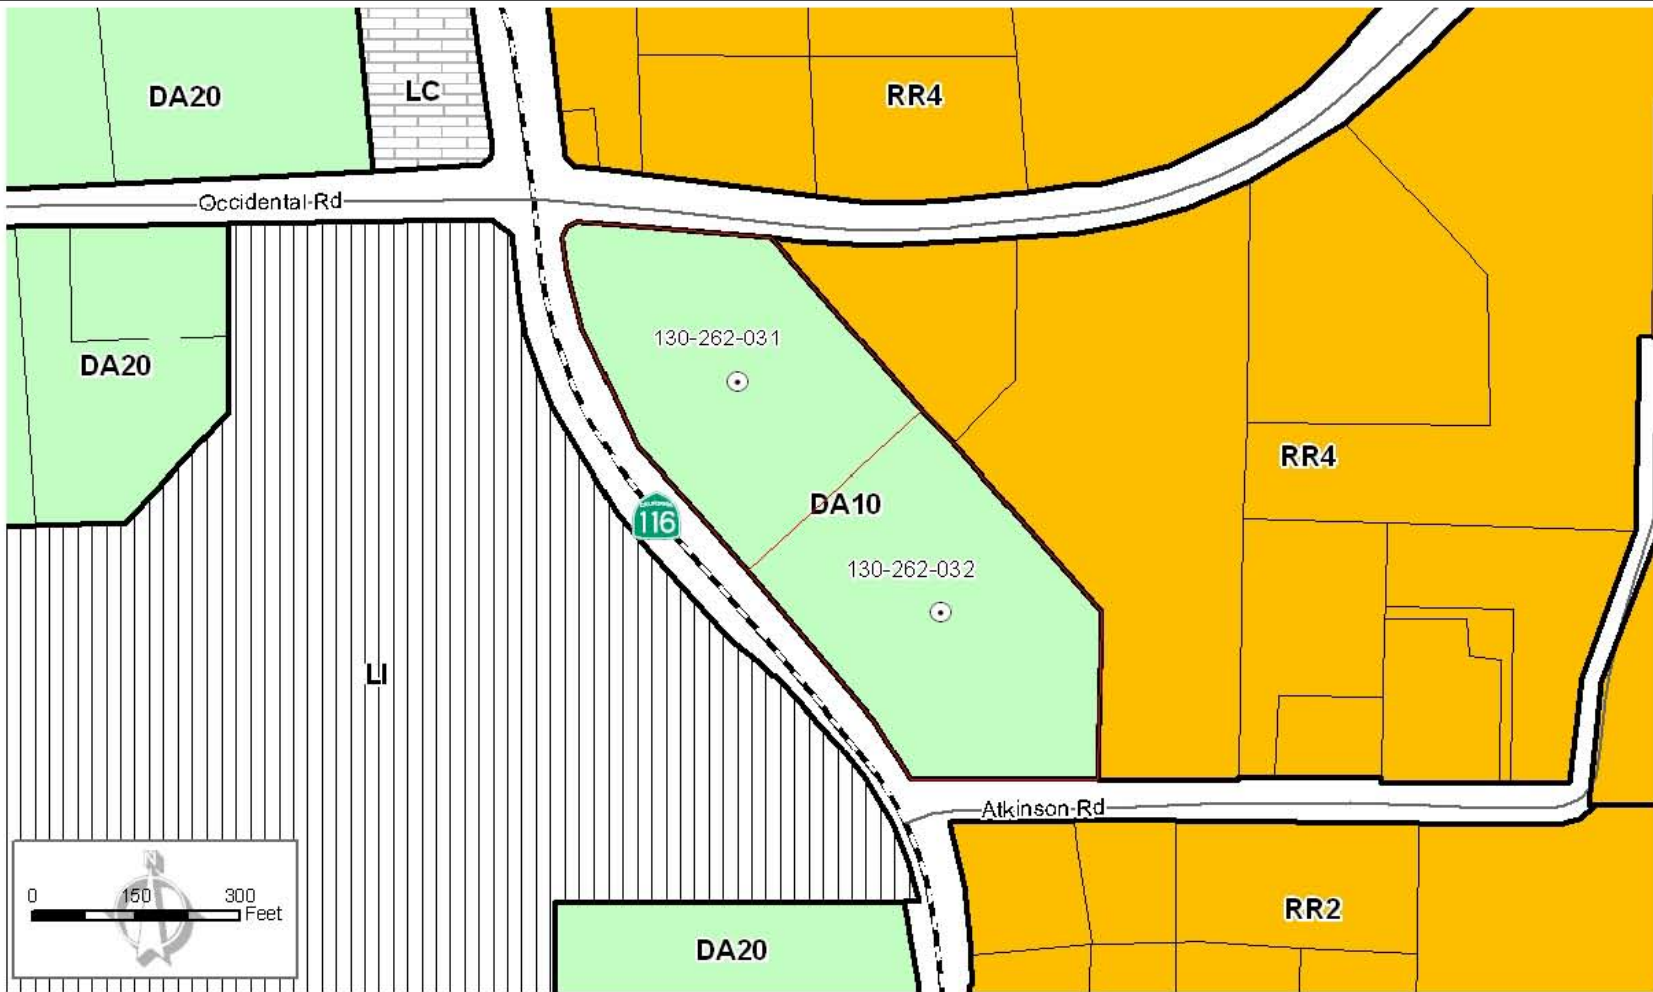 DA20
LC
RR4
Occidental Rd
130-262-031
DA20
RR4
DA10
116
130-262-032
LI
Atkinson Rd
N
0 150 300
Feet
RR2
DA20